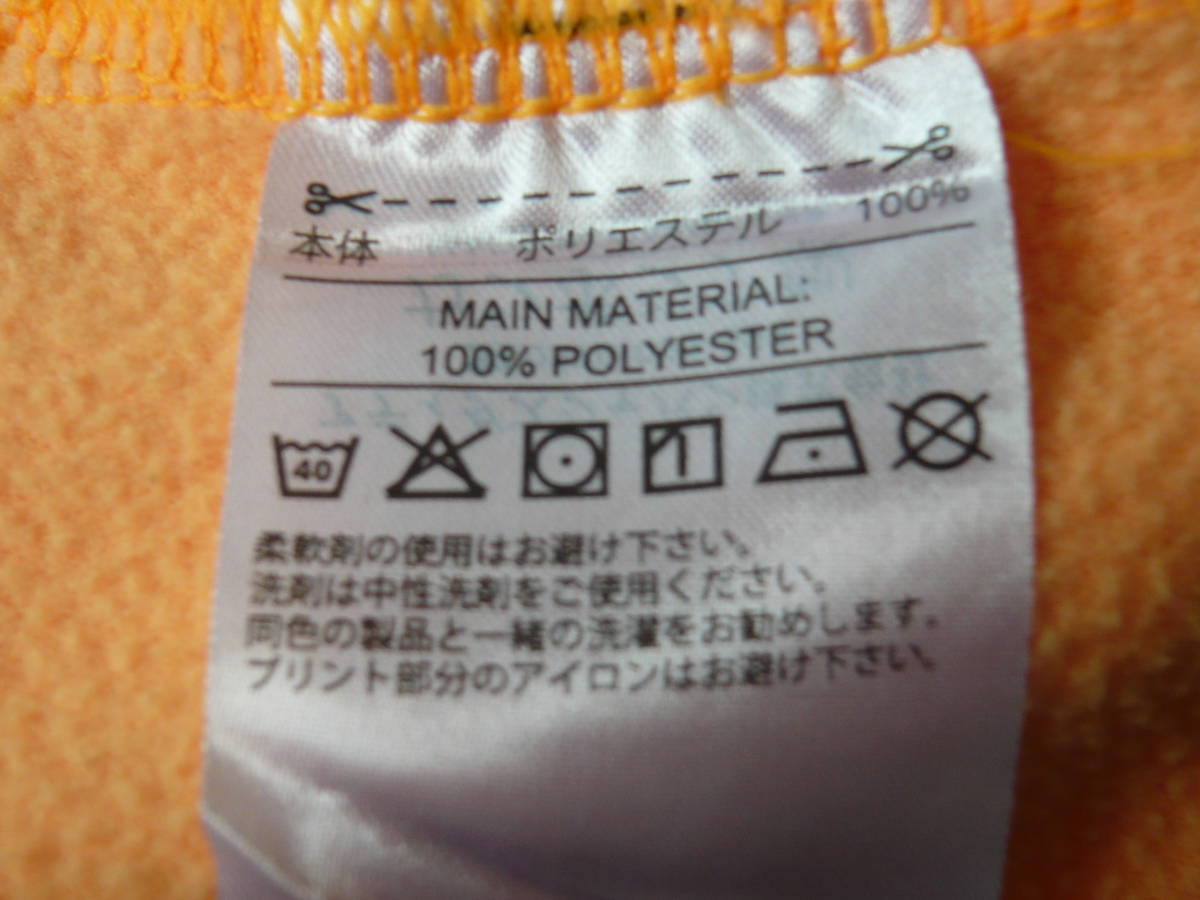 本体 ポリエステル 100%
MAIN MATERIAL:
100% POLYESTER
40
柔軟剤の使用はお避け下さい。
洗剤は中性洗剤をご使用ください。
同色の製品と一緒の洗濯をお勧めします。
プリント部分のアイロンはお避け下さい。